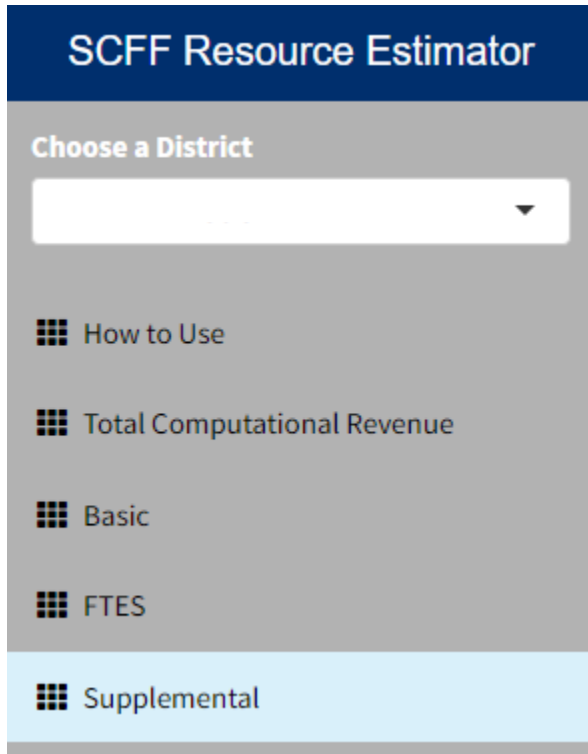 SCFF Resource Estimator
Choose a District
How to Use
Total Computational Revenue
Basic
FTES
Supplemental